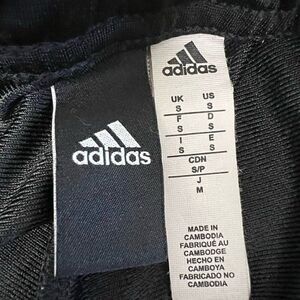 adidas
adidas
UK US
S S
F D
S S
I E
S S
CDN
S/P
J
M
MADE IN
CAMBODIA
FABRIQUÉ AU
CAMBODGE
HECHO EN
CAMBOYA
FABRICADO NO
CAMBODIA